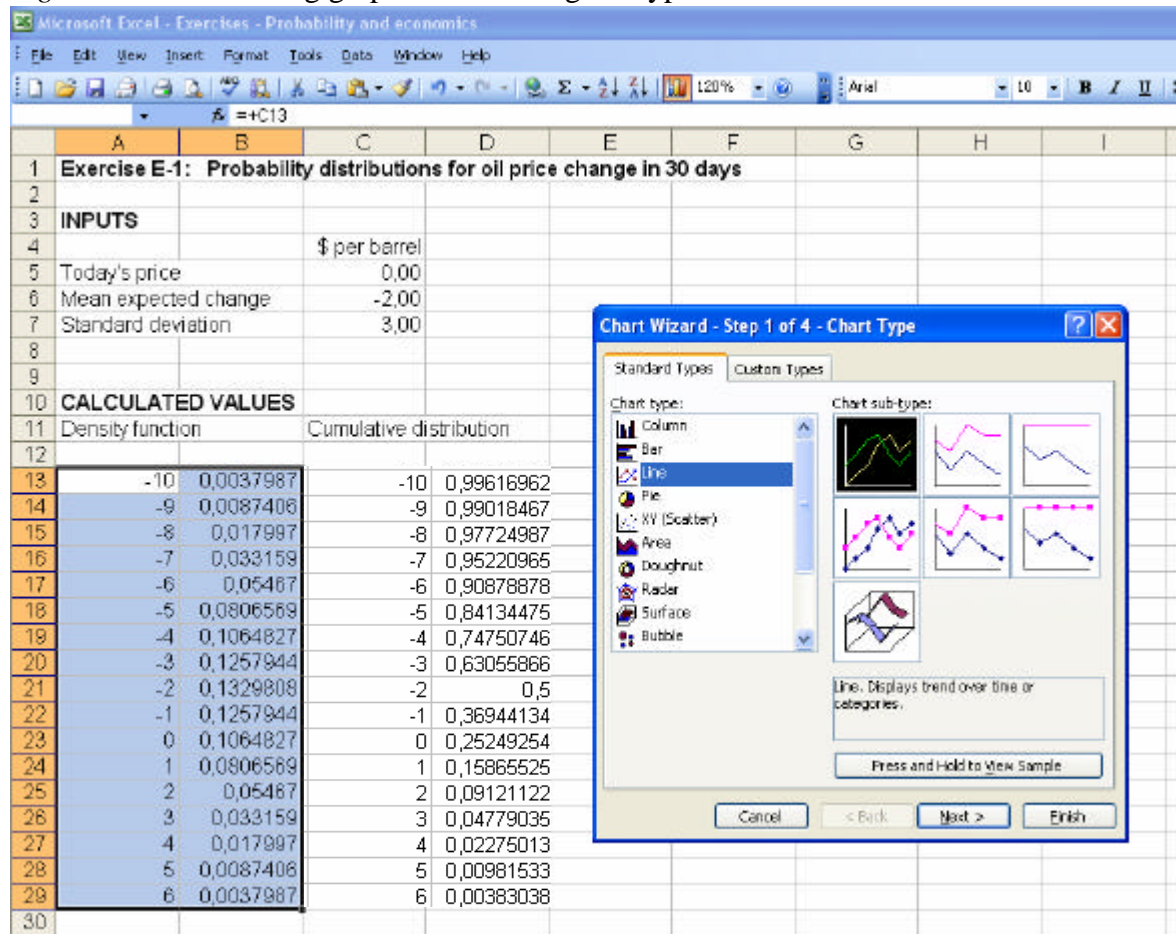 Microsoft Excel - Exercises - Probability and economics
File Edit View Insert Format Tools Data Window Help
120% Arial 10 B I U
fx =+C13
A B C D E F G H I
1 Exercise E-1: Probability distributions for oil price change in 30 days
2
3 INPUTS
4 $ per barrel
5 Today's price 0,00
6 Mean expected change -2,00
7 Standard deviation 3,00
8
9
10 CALCULATED VALUES
11 Density function Cumulative distribution
12
13 -10 0,0037987 -10 0,99616962
14 -9 0,0087406 -9 0,99018467
15 -8 0,017997 -8 0,97724987
16 -7 0,033159 -7 0,95220965
17 -6 0,05467 -6 0,90878878
18 -5 0,0806569 -5 0,84134475
19 -4 0,1064827 -4 0,74750746
20 -3 0,1257944 -3 0,63055866
21 -2 0,1329808 -2 0,5
22 -1 0,1257944 -1 0,36944134
23 0 0,1064827 0 0,25249254
24 1 0,0806569 1 0,15865525
25 2 0,05467 2 0,09121122
26 3 0,033159 3 0,04779035
27 4 0,017997 4 0,02275013
28 5 0,0087406 5 0,00981533
29 6 0,0037987 6 0,00383038
30
Chart Wizard - Step 1 of 4 - Chart Type
Standard Types Custom Types
Chart type: Chart sub-type:
Column
Bar
Line
Pie
XY (Scatter)
Area
Doughnut
Radar
Surface
Bubble
Line. Displays trend over time or
categories.
Press and Hold to View Sample
Cancel < Back Next > Finish